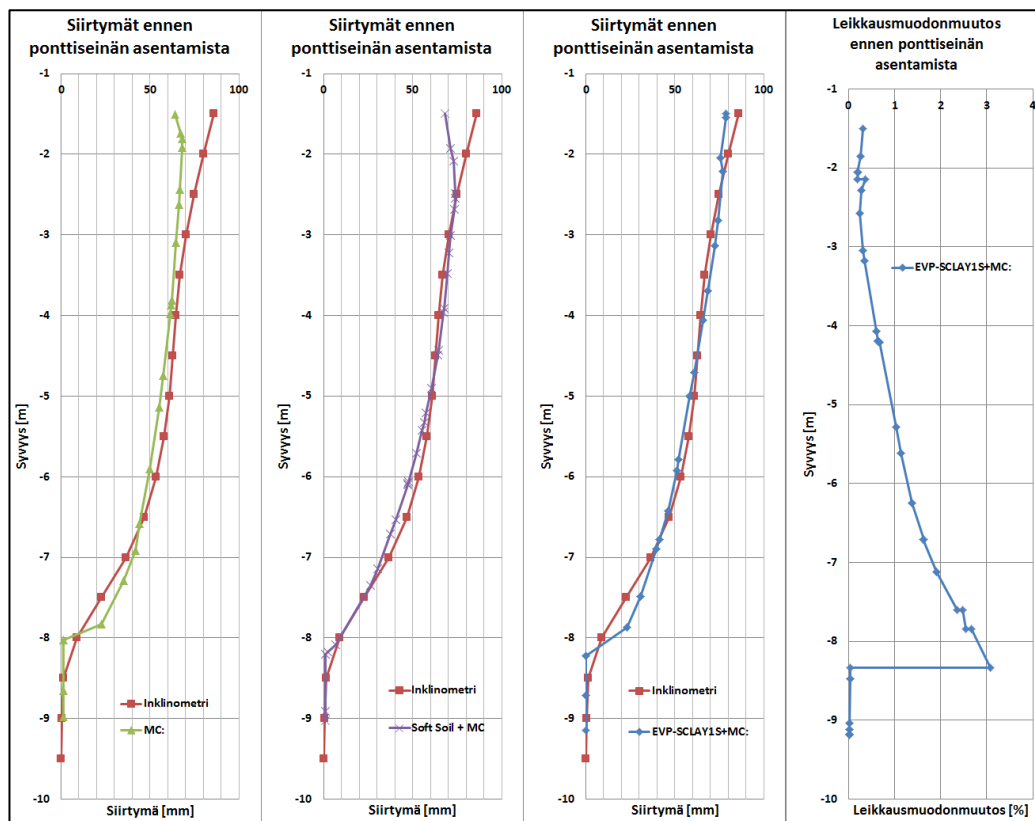 Siirtymät ennen
ponttiseinän asentamista
0 50 100
-1
-2
-3
-4
-5
-6
-7
-8
-9
-10
Syvyys [m]
Inklinometri
MC:
Siirtymä [mm]
Siirtymät ennen
ponttiseinän asentamista
0 50 100
-1
-2
-3
-4
-5
-6
-7
-8
-9
-10
Syvyys [m]
Inklinometri
Soft Soil + MC
Siirtymä [mm]
Siirtymät ennen
ponttiseinän asentamista
0 50 100
-1
-2
-3
-4
-5
-6
-7
-8
-9
-10
Syvyys [m]
Inklinometri
EVP-SCLAY1S+MC:
Siirtymä [mm]
Leikkausmuodonmuutos
ennen ponttiseinän
asentamista
0 1 2 3 4
-1
-2
-3
-4
-5
-6
-7
-8
-9
-10
Syvyys [m]
EVP-SCLAY1S+MC:
Leikkausmuodonmuutos [%]